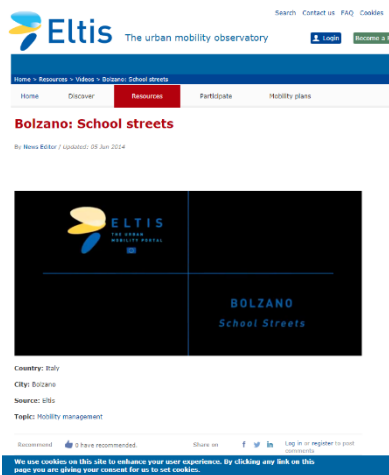 Search Contact us FAQ Cookies
Eltis The urban mobility observatory
Login Become a
Home > Resources > Videos > Bolzano: School streets
Home Discover Resources Participate Mobility plans
Bolzano: School streets
By News Editor / Updated: 05 Jun 2014
ELTIS
THE URBAN
MOBILITY PORTAL
BOLZANO
School Streets
Country: Italy
City: Bolzano
Source: Eltis
Topic: Mobility management
Recommend 0 have recommended. Share on f in Log in or register to post
comments
We use cookies on this site to enhance your user experience. By clicking any link on this
page you are giving your consent for us to set cookies.